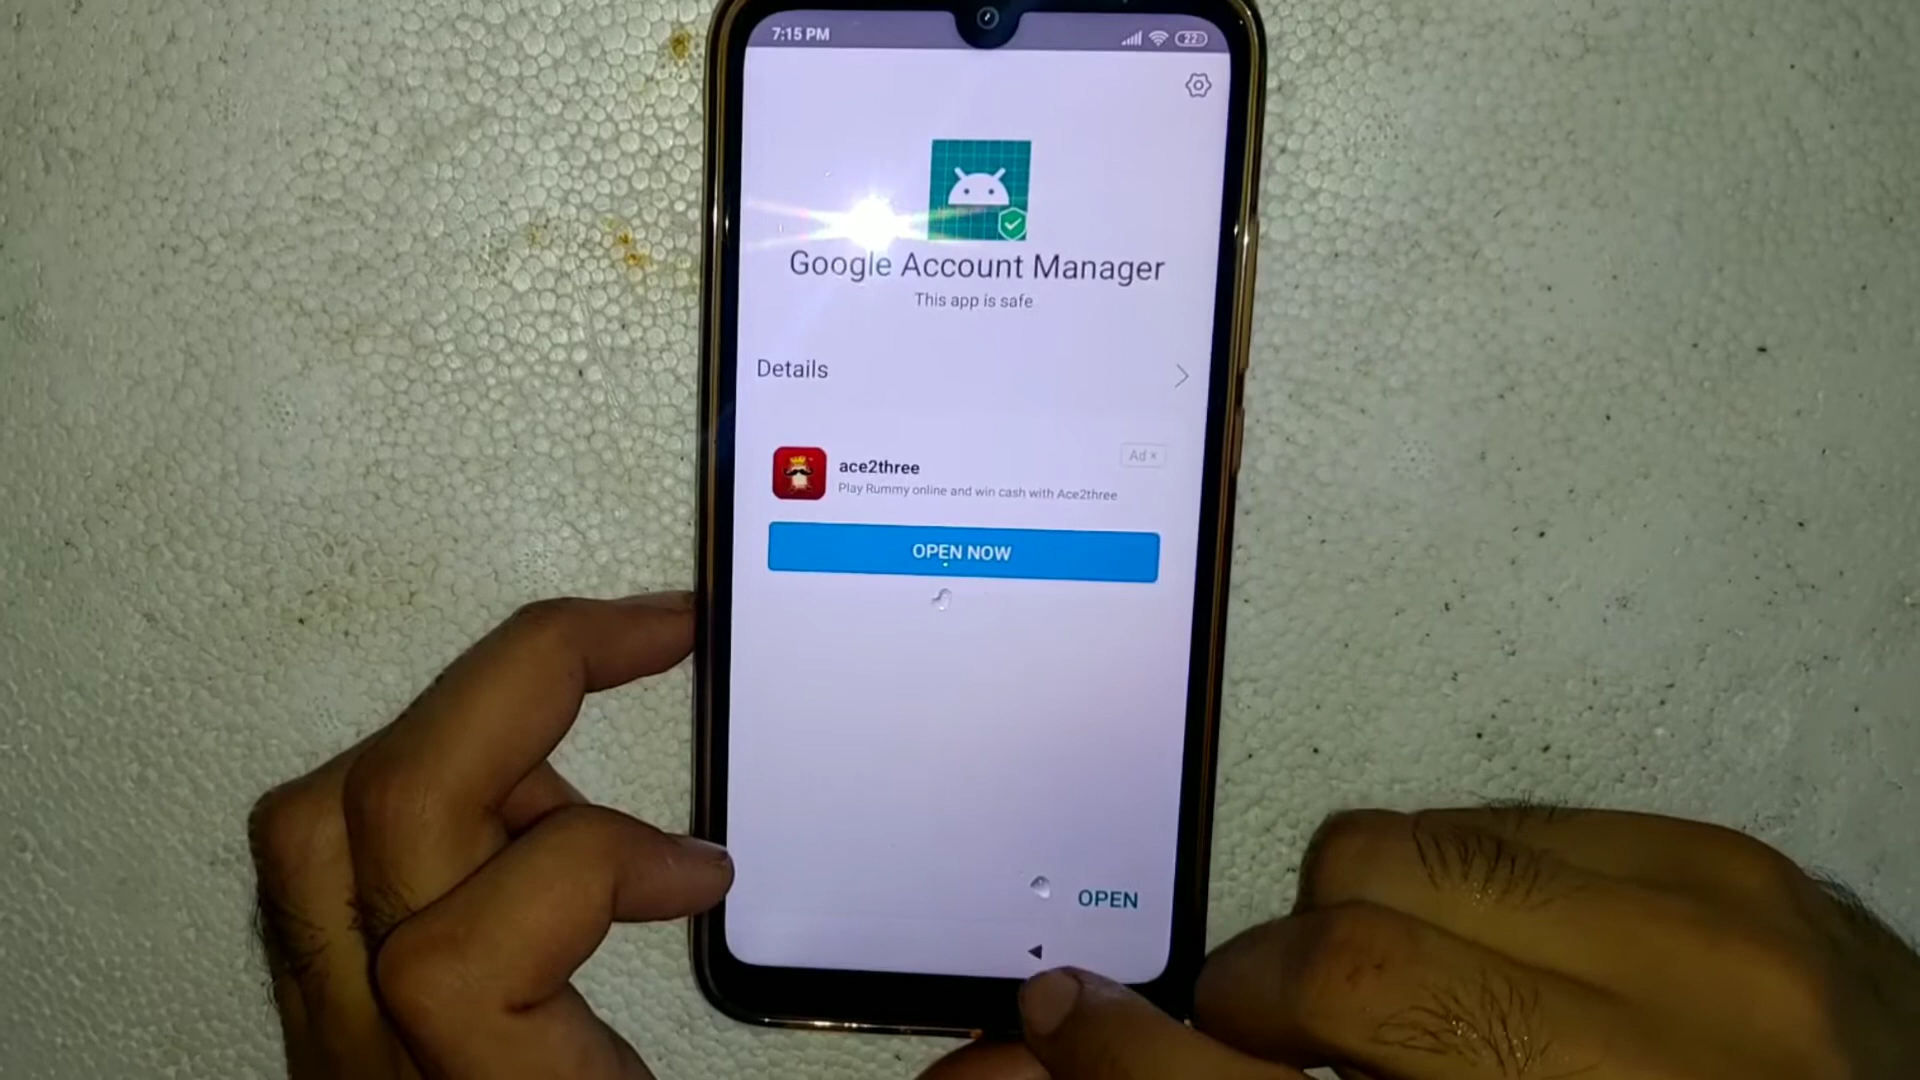 7:15 PM
22
Google Account Manager
This app is safe
Details
ace2three
Ad ×
Play Rummy online and win cash with Ace2three
OPEN NOW
OPEN